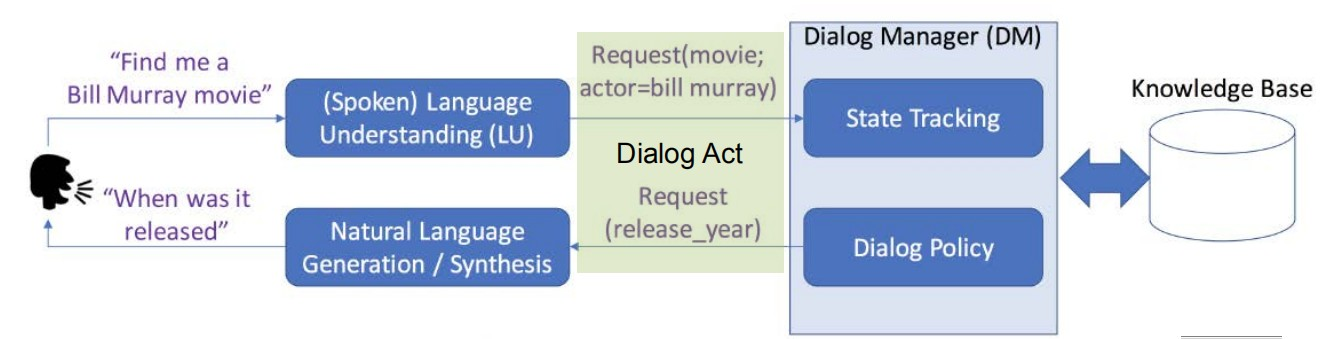 “Find me a
Bill Murray movie”
(Spoken) Language
Understanding (LU)
Request(movie;
actor=bill murray)
Dialog Manager (DM)
State Tracking
Knowledge Base
Dialog Act
“When was it
released”
Natural Language
Generation / Synthesis
Request
(release_year)
Dialog Policy